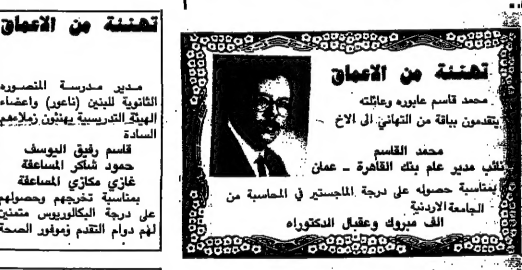 تهنئة من الاعماق
محمد قاسم عابوره وعائلته
يتقدمون بباقة من التهاني الى الاخ
محمد القاسم
نائب مدير عام بنك القاهرة - عمان
بمناسبة حصوله على درجة الماجستير في المحاسبة من
الجامعة الاردنية
الف مبروك وعقبال الدكتوراه
تهنئة من الاعماق
مدير مدرسة المنصوره
الثانوية للبنين (ناعور) واعضاء
الهيئة التدريسية يهنئون زملاءهم
السادة
قاسم رفيق اليوسف
حمود شاكر المساعفة
غازي مكازي المساعفة
بمناسبة تخرجهم وحصولهم
على درجة البكالوريوس متمنين
لهم دوام التقدم وموفور الصحة